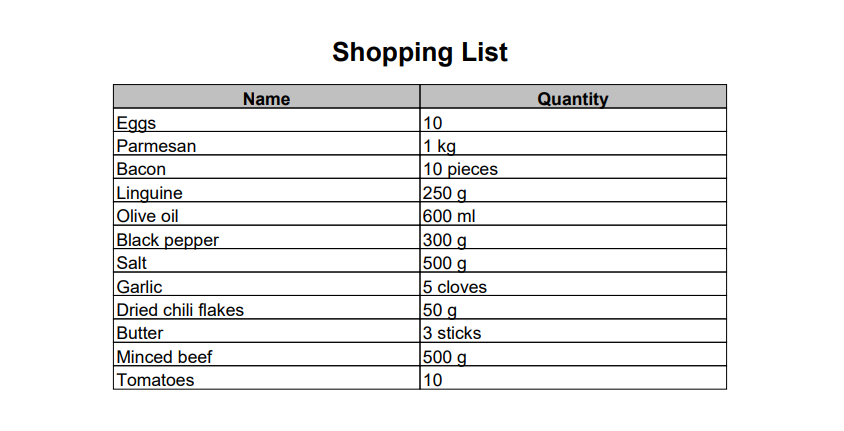 Shopping List
Name Quantity
Eggs 10
Parmesan 1 kg
Bacon 10 pieces
Linguine 250 g
Olive oil 600 ml
Black pepper 300 g
Salt 500 g
Garlic 5 cloves
Dried chili flakes 50 g
Butter 3 sticks
Minced beef 500 g
Tomatoes 10